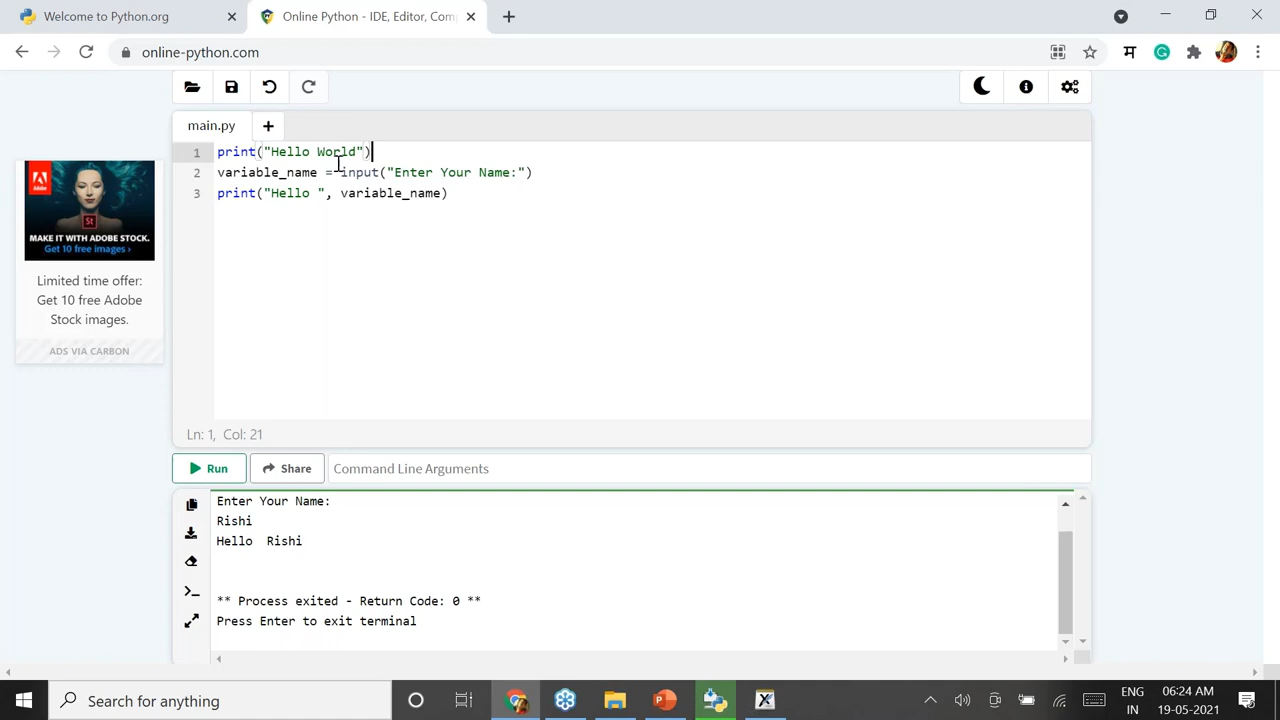 Welcome to Python.org
Online Python - IDE, Editor, Com
online-python.com
म
main.py
1 print("Hello World")
2 variable_name = input("Enter Your Name:")
3 print("Hello ", variable_name)
Adobe
St
MAKE IT WITH ADOBE STOCK.
Get 10 free images ›
Limited time offer:
Get 10 free Adobe
Stock images.
ADS VIA CARBON
Ln: 1, Col: 21
Run
Share
Command Line Arguments
Enter Your Name:
Rishi
Hello  Rishi
** Process exited - Return Code: 0 **
Press Enter to exit terminal
Search for anything
ENG
IN
06:24 AM
19-05-2021